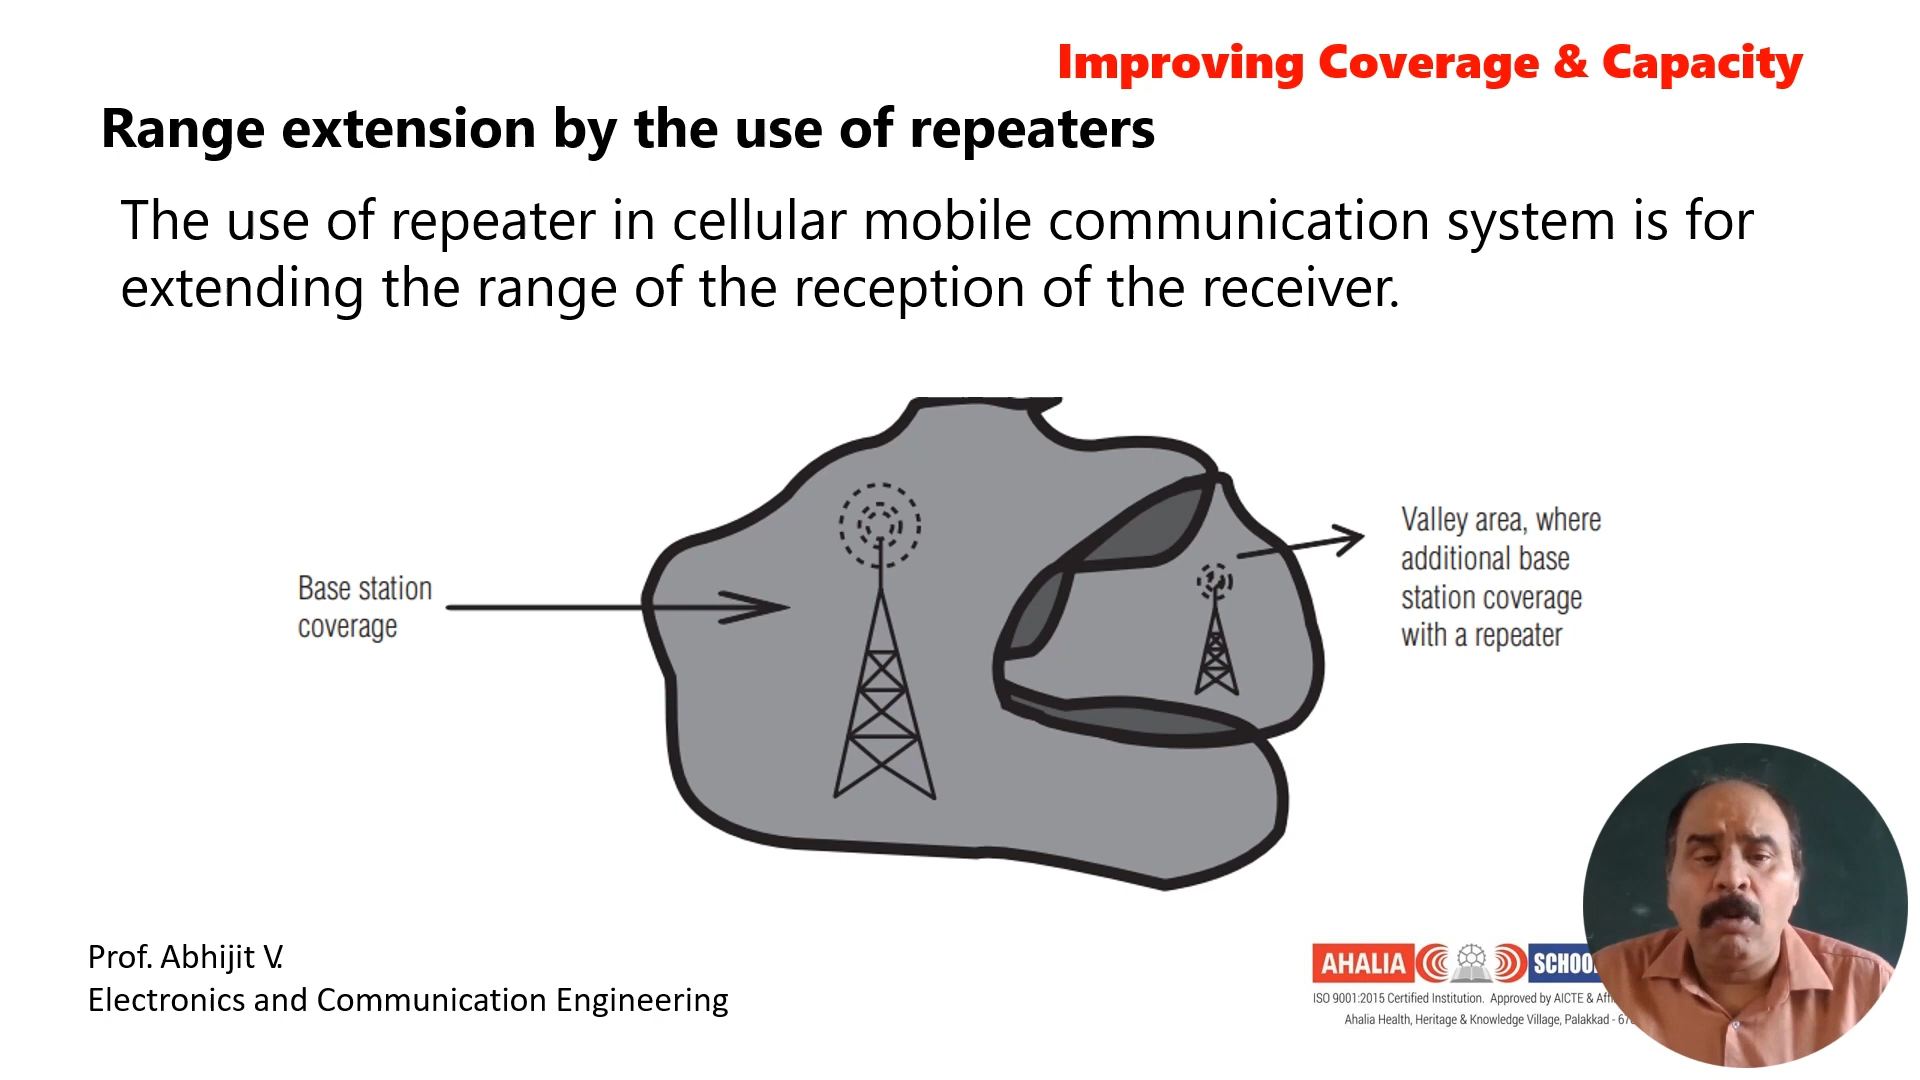 Improving Coverage & Capacity
Range extension by the use of repeaters
The use of repeater in cellular mobile communication system is for
extending the range of the reception of the receiver.
Base station
coverage
Valley area, where
additional base
station coverage
with a repeater
Prof. Abhijit V.
Electronics and Communication Engineering
AHALIA
ISO 9001:2015 Certified Institution. Approved by AICTE &
Ahalia Health, Heritage & Knowledge Village, Palakkad -